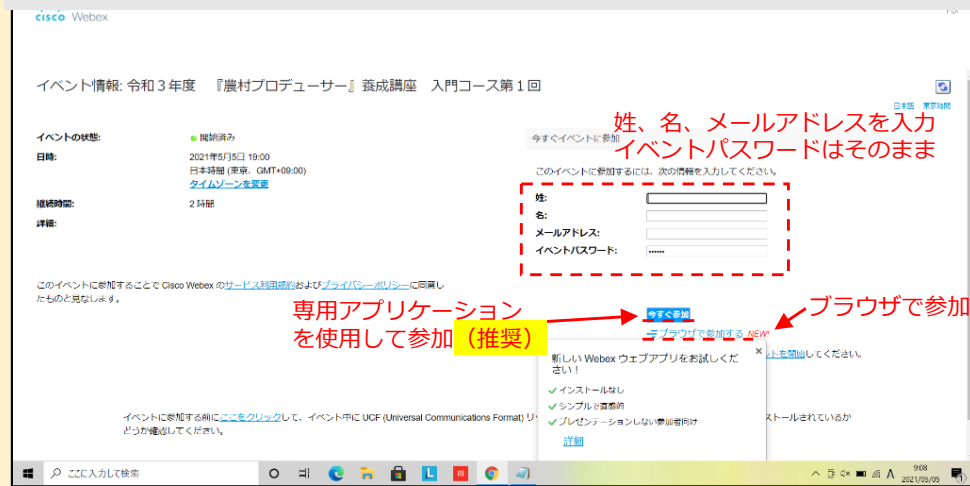 cisco Webex
イベント情報: 令和３年度　『農村プロデューサー』養成講座　入門コース第１回
日本語 : 東京時間
姓、名、メールアドレスを入力
イベントパスワードはそのまま
イベントの状態:
開始済み
今すぐイベントに参加
日時:
2021年5月5日 19:00
日本時間 (東京、GMT+09:00)
タイムゾーンを変更
このイベントに参加するには、次の情報を入力してください。
継続時間:
2 時間
詳細:
姓:
名:
メールアドレス:
イベントパスワード:
このイベントに参加することで Cisco Webex のサービス利用規約およびプライバシーポリシーに同意し
たものと見なします。
専用アプリケーション
を使用して参加（推奨）
今すぐ参加
ブラウザで参加する NEW!
ブラウザで参加
新しい Webex ウェブアプリをお試しくだ
さい！
×
ントを開始してください。
インストールなし
シンプルで直感的
プレゼンテーションしない参加者向け
詳細
イベントに参加する前にここをクリックして、イベント中に UCF (Universal Communications Format) リッ
ストールされているか
どうか確認してください。
ここに入力して検索
9:08
2021/05/05